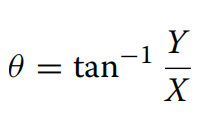 θ = tan⁻¹ Y/X